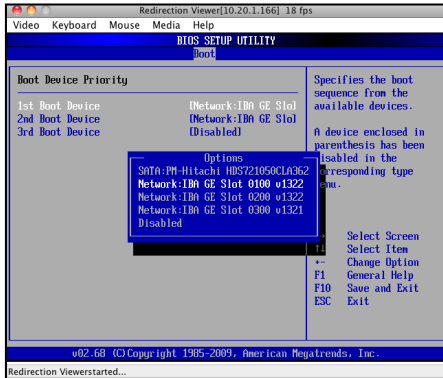 Redirection Viewer[10.20.1.166] 18 fps
Video Keyboard Mouse Media Help
BIOS SETUP UTILITY
Boot
Boot Device Priority
1st Boot Device [Network:IBA GE Slo]
2nd Boot Device [Network:IBA GE Slo]
3rd Boot Device [Disabled]
Options
SATA:PM-Hitachi HDS721050CLA362
Network:IBA GE Slot 0100 v1322
Network:IBA GE Slot 0200 v1322
Network:IBA GE Slot 0300 v1321
Disabled
Specifies the boot
sequence from the
available devices.
A device enclosed in
parenthesis has been
disabled in the
corresponding type
menu.
Select Screen
↑↓ Select Item
+- Change Option
F1 General Help
F10 Save and Exit
ESC Exit
v02.68 (C)Copyright 1985-2009, American Megatrends, Inc.
Redirection Viewerstarted...